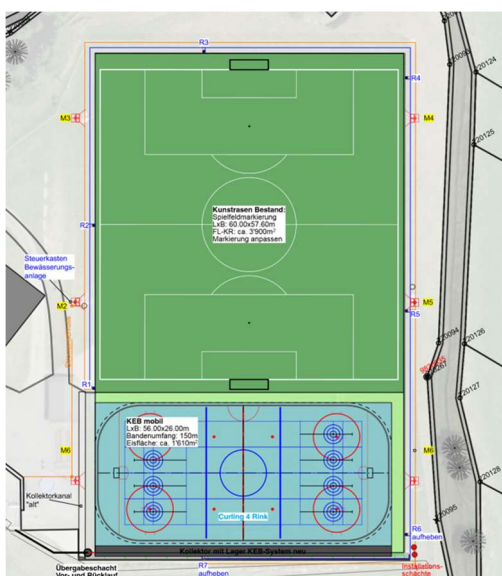 R3
20093
20124
R4
M3
M4
20125
Kunstrasen Bestand:
Spielfeldmarkierung
LxB: 60.00x57.60m
FL-KR: ca. 3'900m²
Markierung anpassen
R2
Steuerkasten
Bewässerungs-
anlage
M2
M5
R5
20094
20126
20127
R1
KEB mobil
LxB: 56.00x26.00m
Bandenumfang: 150m
Eisfläche: ca. 1'610m²
M6
M6
20128
Kollektorkanal
"alt"
Curling 4 Rink
20095
R6
aufheben
Kollektor mit Lager KEB-System neu
Übergabeschacht
Vor- und Rücklauf
R7
aufheben
Installations-
schächte